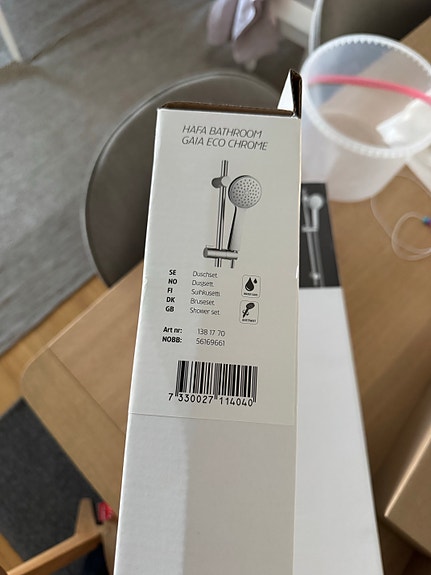 HAFA BATHROOM
GAIA ECO CHROME
SE Duschset
NO Dusjsett
FI Suihkusetti
DK Bruseset
GB Shower set
Art nr: 138 17 70
NOBB: 56169661
7 330027 114040